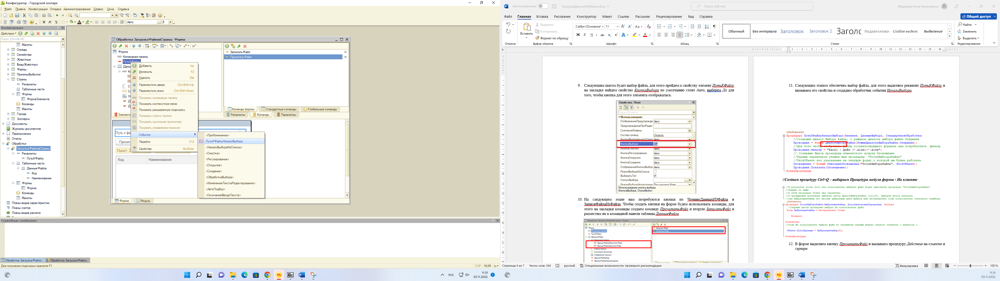 Конфигуратор - Городской зоопарк
Файл Правка Конфигурация Отладка Администрирование Сервис Окна Справка
Авто 8
Конфигурация
Действия
Поиск (Ctrl+Alt+M)
Макеты
Отряды
Семейства
Животные
ВидыЖивотных
Файлы
ПричиныВыбытия
Страны
Реквизиты
Табличные части
Формы
ФормаЭлемента
Команды
Макеты
Города
Зоопарки
Документы
Журналы документов
Перечисления
Отчеты
Обработки
ЗагрузкаФайловСтраны
Реквизиты
ПутьКФайлу
Табличные части
ДанныеФайла
Код
Наименование
Формы
Форма
Команды
Макеты
Планы видов характеристик
Планы счетов
Планы видов расчета
Обработка ЗагрузкаФайловСтраны: Форма
Форма
Командная панель
ПутьКФайлу
ЗаписатьФайл
ПрочитатьФайл
Команды формы Стандартные команды Глобальные команды
Реквизиты Команды Параметры
Добавить Ins
Изменить F2
Удалить Del
Переместить вверх Ctrl+Shift+Up
Переместить вниз Ctrl+Shift+Down
Показать командную панель
Показать контекстное меню
Показать расширенную подсказку
Показать строку поиска
Показать состояние просмотра
Показать управление поиском
События
Перейти F12
Свойства Alt+Enter
<ПриИзменении>
ПутьКФайлуНачалоВыбора
<НачалоВыбораИзСписка>
<Очистка>
<Регулирование>
<Открытие>
<Создание>
<ОбработкаВыбора>
<ИзменениеТекстаРедактирования>
<АвтоПодбор>
<ОкончаниеВводаТекста>
Код Наименование
Форма Модуль
Служебные сообщения
Обработка ЗагрузкаФайло... Обработка ЗагрузкаФайло...
Для получения подсказки нажмите F1
CAP NUM ru
РУС 11:31
03.11.2022
Автосохранение ЗагрузкаДанныхИзФайла.docx Поиск (Alt+Ы) Федорова Анна Николаевна
Файл Главная Вставка Рисование Конструктор Макет Ссылки Рассылки Рецензирование Вид Справка
Общий доступ
Вставить
Вырезать
Копировать
Формат по образцу
Calibri (Основной 11
Обычный Без интервала Заголовок Заголовок 2 Заголс Подзаголово Слабое выделе Выделение
Найти
Заменить
Выделить
Отмена Буфер обмена Шрифт Абзац Стили Редактирование
9. Следующим шагом будет выбор файла, для этого прейдем к свойству элемент ПутьКФайлу
на закладке найдем свойство КнопкаВыбора по умолчанию стоит Авто, выберем Да для
того, чтобы кнопка для этого элемента отображалась.
Свойства: Поле
Поиск (Ctrl+Alt+I)
Использование:
ОтображениеПредупрежде Авто
ПредупреждениеПриРедак
СочетаниеКлавиш
Состав команд Открыть
КнопкаВыбора Да
КнопкаОчистки Авто
КнопкаРегулирования Авто
КнопкаОткрытия Авто
КнопкаСоздания Авто
ОтображениеКнопкиВыбор Авто
РежимВыбораИзСписка
ВыбиратьТип
СписокВыбора
Использование кнопки выбора
КнопкаВыбора, ChoiceButton
10. На следующем этапе нам потребуются кнопки по ЧтениюДанныхИЗФайла и
ЗаписиФайлаИзФайла. Чтобы создать кнопки на форме будем использовать команды, для
этого на закладки команды создаем команду ПрочитатьФайл и вторую ЗаписатьФайл и
разместим их в командной панели таблицы ДанныеФайла.
Обработка ЗагрузкаФайловСтраны: Форма
Форма
Командная панель
ПутьКФайлу
ДанныеФайла
Командная панель
ДанныеФайлаПрочитатьФайл
ДанныеФайлаЗаписатьФайл
Строка поиска
Состояние просмотра
Управление поиском
ДанныеФайлаКод
ДанныеФайлаНаименование
ЗаписатьФайл
ПрочитатьФайл
11. Следующим этапом обеспечим выбор файла, для этого выделяем реквизит ПутьКФайлу и
вызываем его свойства и создадим обработчик события НачалоВыбора.
&НаКлиенте
Процедура ПутьКФайлуНачалоВыбора(Элемент, ДанныеВыбора, СтандартнаяОбработка)
//Создадим диалог Выбора Файла, с режимом диалога выбора файла Открытие
Проводник = Новый ДиалогВыбораФайла(РежимДиалогаВыбораФайла.Открытие);
//Для того чтобы отобразить файлы соответствующего формата нам потребуется фильтр
Проводник.Фильтр = "Excel - файл (*.xlsx)|*.xlsx";
// Создадим Вызов процедуры клиентского модуля Оповещение
//Первым параметром укажем имя процедуры "ПослеВыбораФайла"
//ЭтотОбъект это указанание на текущую форму с которой мы будем работать
Оповещение = Новый ОписаниеОповещения("ПослеВыбораФайла", ЭтотОбъект);
Проводник.Показать(Оповещение);
КонецПроцедуры
//Создаем процедуру Ctrl+Q – выбираем Процедура модуля формы - На клиенте
//В результате после того как пользователь выберет файл будет выполнена процедура "ПослеВыбораФайла"
//Опишем ее ниже
//в этой процедуре будет два параметра
//в предыдущей процедуре выберем метод ДиалогВыбораФайла ctrl+F1, выберем метод показать
//где ВыбранныеФайлы это массив выбранных имен файлов или неопределено если пользователь отказался отвыбора
&НаКлиенте
Процедура ПослеВыбораФайла(ВыбранныеФайлы, ДополнительныеПараметры) Экспорт
//первым делом проверяем выбрал ли пользователь файл
Если ВыбранныеФайлы = Неопределено Тогда
Возврат;
КонецЕсли;
//если же пользователь выбрал файл то указываем первый индекс первого элемента с индексом о
Объект.ПутьКДанным = ВыбранныеФайлы[0];
КонецПроцедуры
12. В форме выделяем кнопку ПрочитатьФайл и вызываем процедуру Действие на клиенте и
сервере.
Страница 4 из 7 Число слов: 344 русский Специальные возможности: проверьте рекомендации Фокусировка 100 %
11:31
03.11.2022